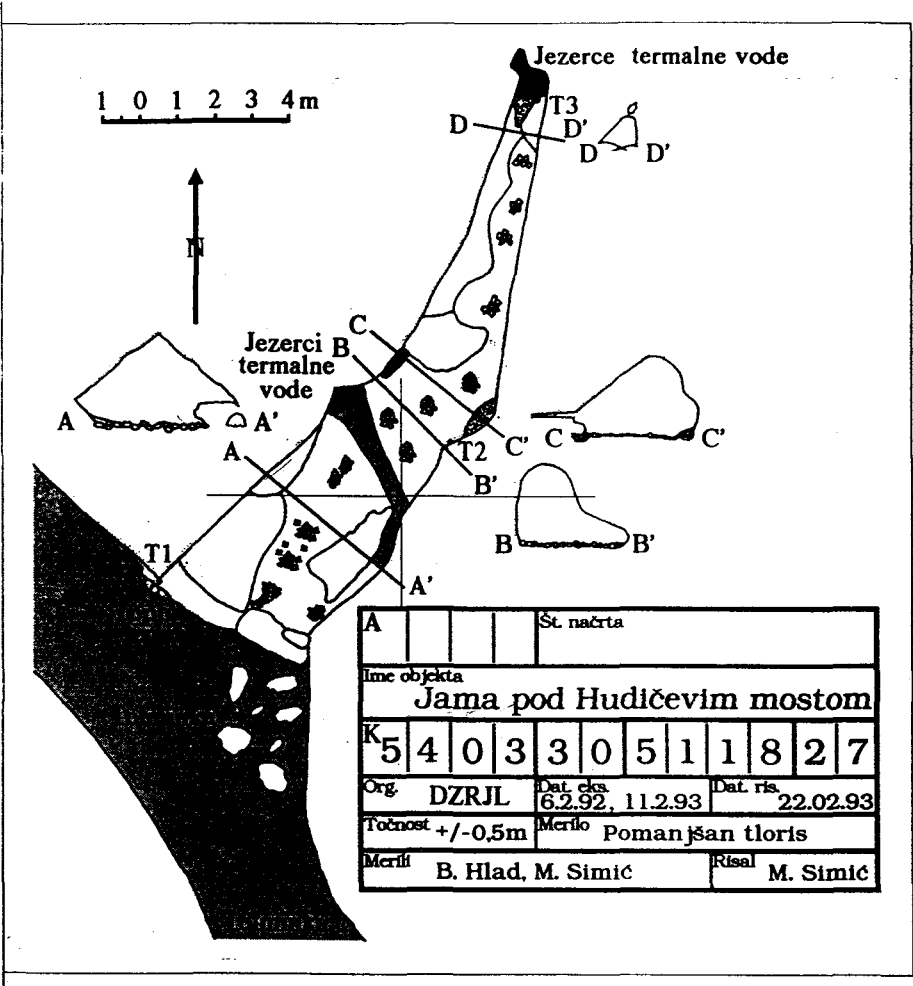 Jezerce termalne vode
1 0 1 2 3 4 m
T3
D D'
D D'
N
C
Jezerci B
termalne
vode
A A'
A
C C'
C'
T2
B'
B B'
T1
A'
A Št. načrta
Ime objekta
Jama pod Hudičevim mostom
K 5 4 0 3 3 0 5 1 1 8 2 7
Org. DZRJL Dat. eks. 6.2.92, 11.2.93 Dat. ris. 22.02.93
Točnost +/-0,5m Merilo Pomanjšan tloris
Merili B. Hlad, M. Simić Risal M. Simić